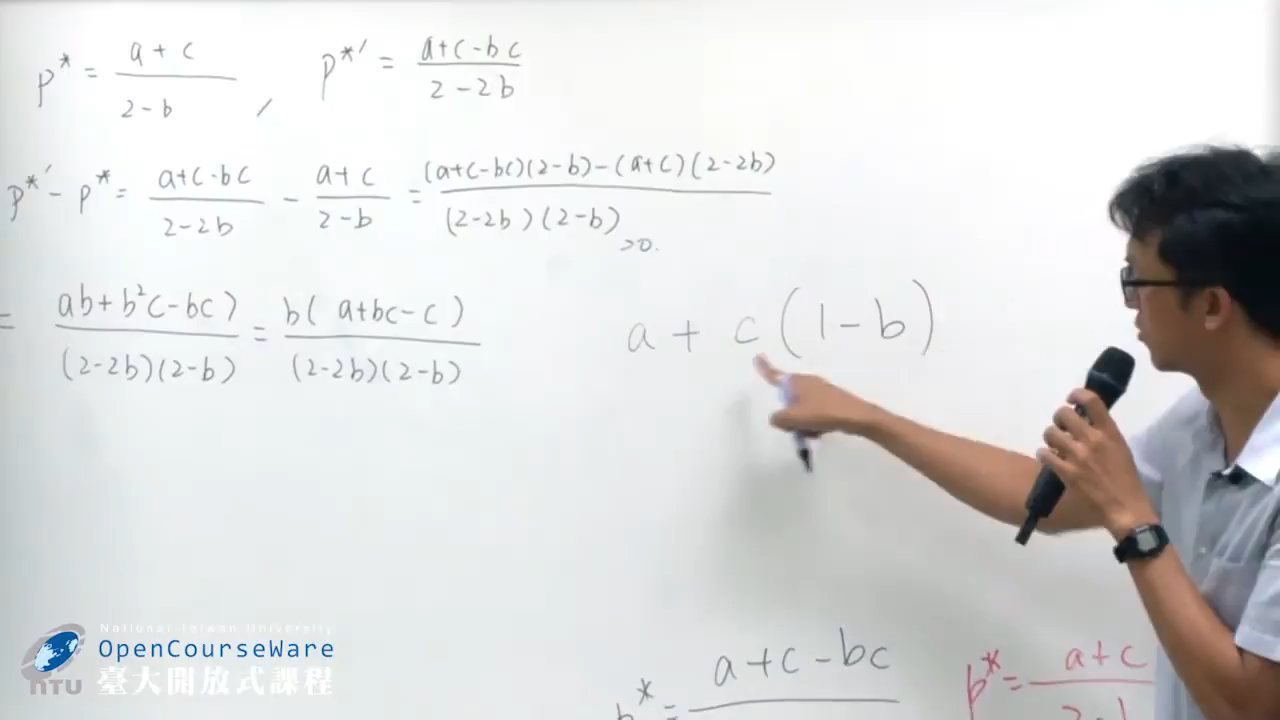 p* = (a + c)/(2 - b) , p*' = (a+c-bc)/(2 - 2b)
p*' - p* = (a+c-bc)/(2-2b) - (a+c)/(2-b) = ((a+c-bc)(2-b)-(a+c)(2-2b))/((2-2b)(2-b)) >0.
= (ab+b²c-bc)/((2-2b)(2-b)) = b(a+bc-c)/((2-2b)(2-b))
a + c(1-b)
a+c-bc
p* =
p* = a+c
National Taiwan University
OpenCourseWare
NTU 臺大開放式課程